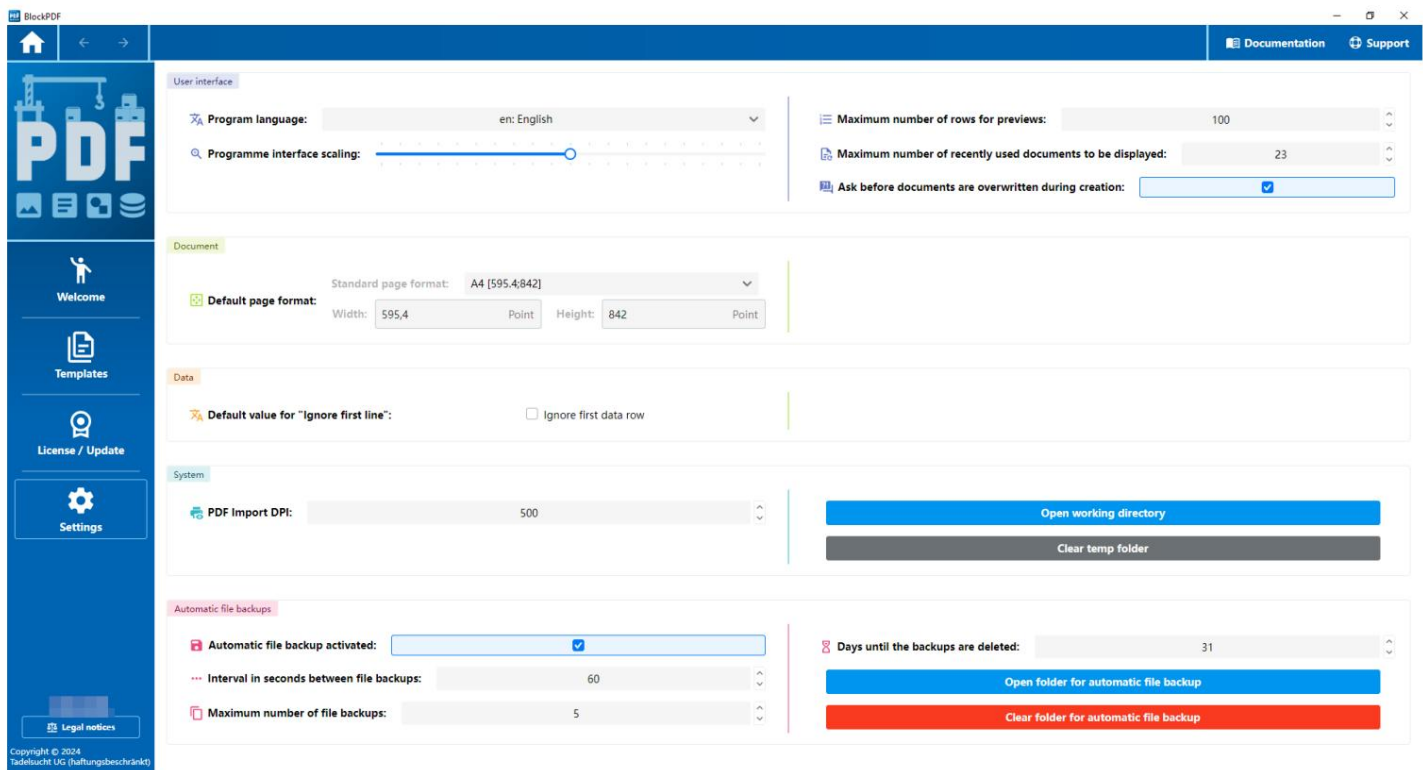 BlockPDF
Documentation
Support
PDF
Welcome
Templates
License / Update
Settings
Legal notices
Copyright © 2024
Tadelsucht UG (haftungsbeschränkt)
User interface
Program language:
en: English
Programme interface scaling:
Maximum number of rows for previews:
100
Maximum number of recently used documents to be displayed:
23
Ask before documents are overwritten during creation:
Document
Default page format:
Standard page format:
A4 [595.4;842]
Width:
595,4
Point
Height:
842
Point
Data
Default value for "Ignore first line":
Ignore first data row
System
PDF Import DPI:
500
Open working directory
Clear temp folder
Automatic file backups
Automatic file backup activated:
Interval in seconds between file backups:
60
Maximum number of file backups:
5
Days until the backups are deleted:
31
Open folder for automatic file backup
Clear folder for automatic file backup